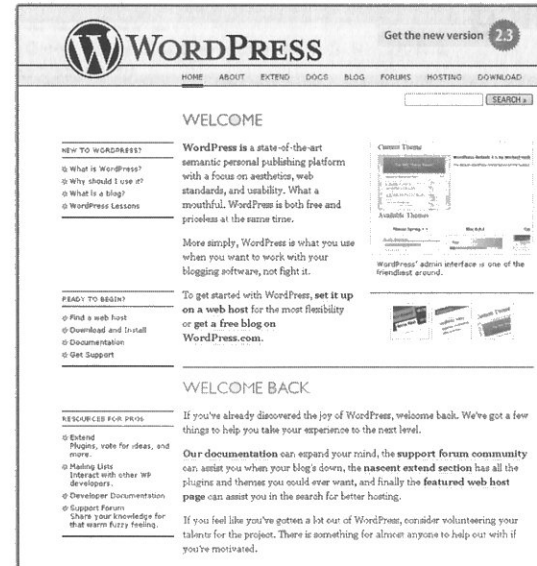 WORDPRESS
Get the new version 2.3
HOME ABOUT EXTEND DOCS BLOG FORUMS HOSTING DOWNLOAD
SEARCH »
WELCOME
NEW TO WORDPRESS?
What is WordPress?
Why should I use it?
What is a blog?
WordPress Lessons
READY TO BEGIN?
Find a web host
Download and Install
Documentation
Get Support
RESOURCES FOR PROS
Extend
Plugins, vote for ideas, and
more.
Mailing Lists
Interact with other WP
developers.
Developer Documentation
Support Forum
Share your knowledge for
that warm fuzzy feeling.
WordPress is a state-of-the-art
semantic personal publishing platform
with a focus on aesthetics, web
standards, and usability. What a
mouthful. WordPress is both free and
priceless at the same time.
More simply, WordPress is what you use
when you want to work with your
blogging software, not fight it.
To get started with WordPress, set it up
on a web host for the most flexibility
or get a free blog on
WordPress.com.
Current Theme
Available Themes
WordPress' admin interface is one of the
friendliest around.
WELCOME BACK
If you've already discovered the joy of WordPress, welcome back. We've got a few
things to help you take your experience to the next level.
Our documentation can expand your mind, the support forum community
can assist you when your blog's down, the nascent extend section has all the
plugins and themes you could ever want, and finally the featured web host
page can assist you in the search for better hosting.
If you feel like you've gotten a lot out of WordPress, consider volunteering your
talents for the project. There is something for almost anyone to help out with if
you're motivated.